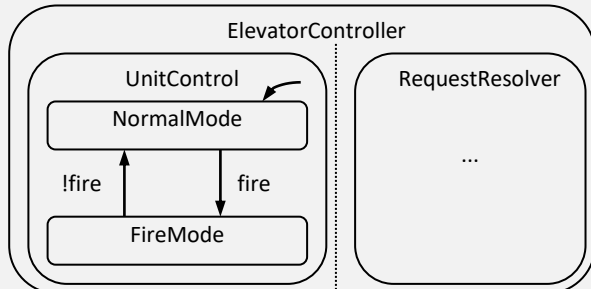 ElevatorController
UnitControl
RequestResolver
NormalMode
...
!fire
fire
FireMode